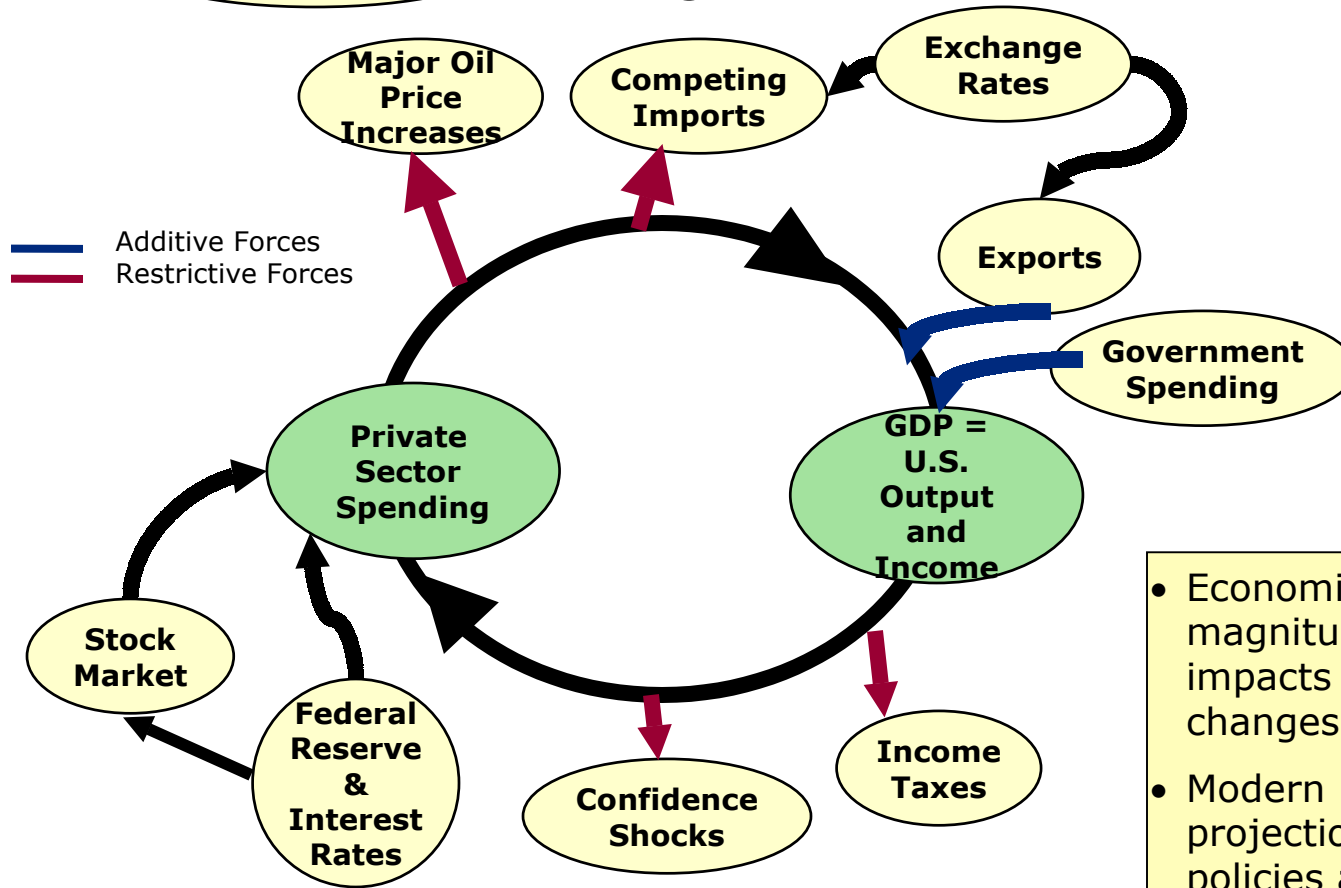 Major Oil
Price
Increases
Competing
Imports
Exchange
Rates
Additive Forces
Restrictive Forces
Exports
Government
Spending
Private
Sector
Spending
GDP =
U.S.
Output
and
Income
Stock
Market
Federal
Reserve
&
Interest
Rates
Confidence
Shocks
Income
Taxes
• Economi
magnitu
impacts
changes
• Modern
projectio
policies a